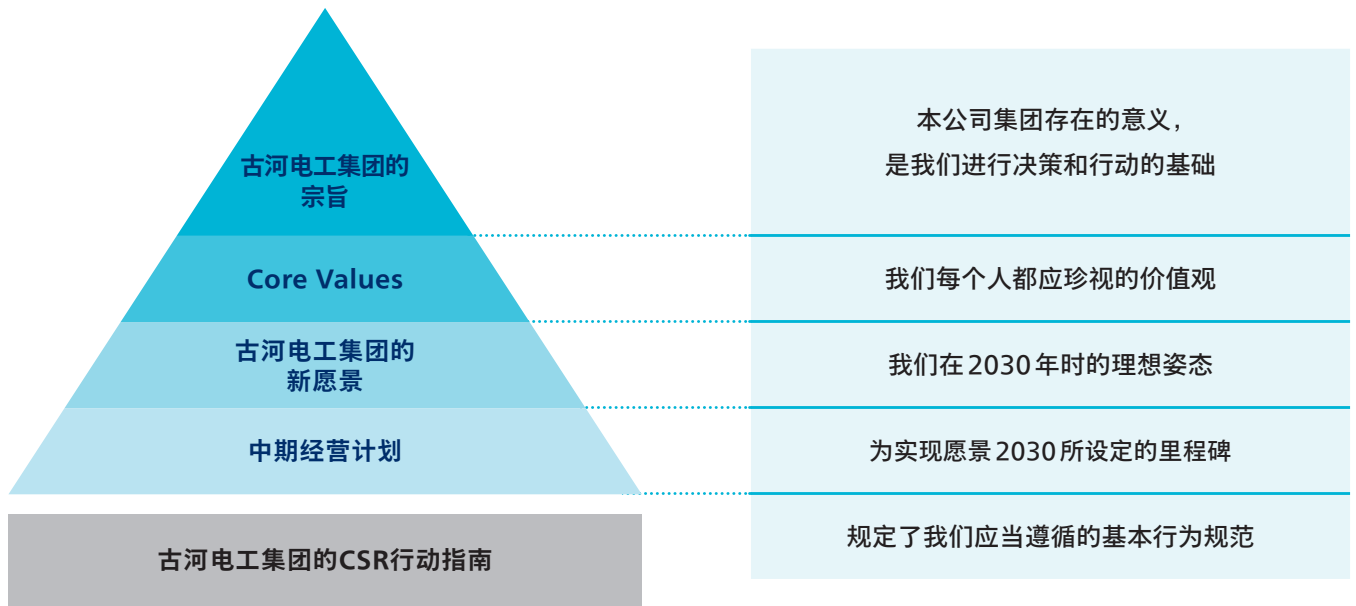 古河电工集团的
宗旨
本公司集团存在的意义，
是我们进行决策和行动的基础
Core Values
我们每个人都应珍视的价值观
古河电工集团的
新愿景
我们在2030年时的理想姿态
中期经营计划
为实现愿景2030所设定的里程碑
古河电工集团的CSR行动指南
规定了我们应当遵循的基本行为规范